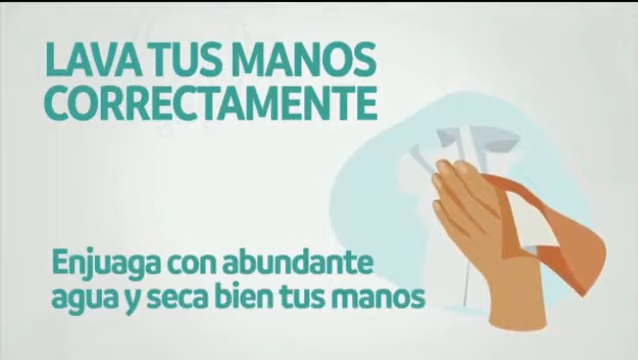 LAVA TUS MANOS
CORRECTAMENTE
Enjuaga con abundante
agua y seca bien tus manos